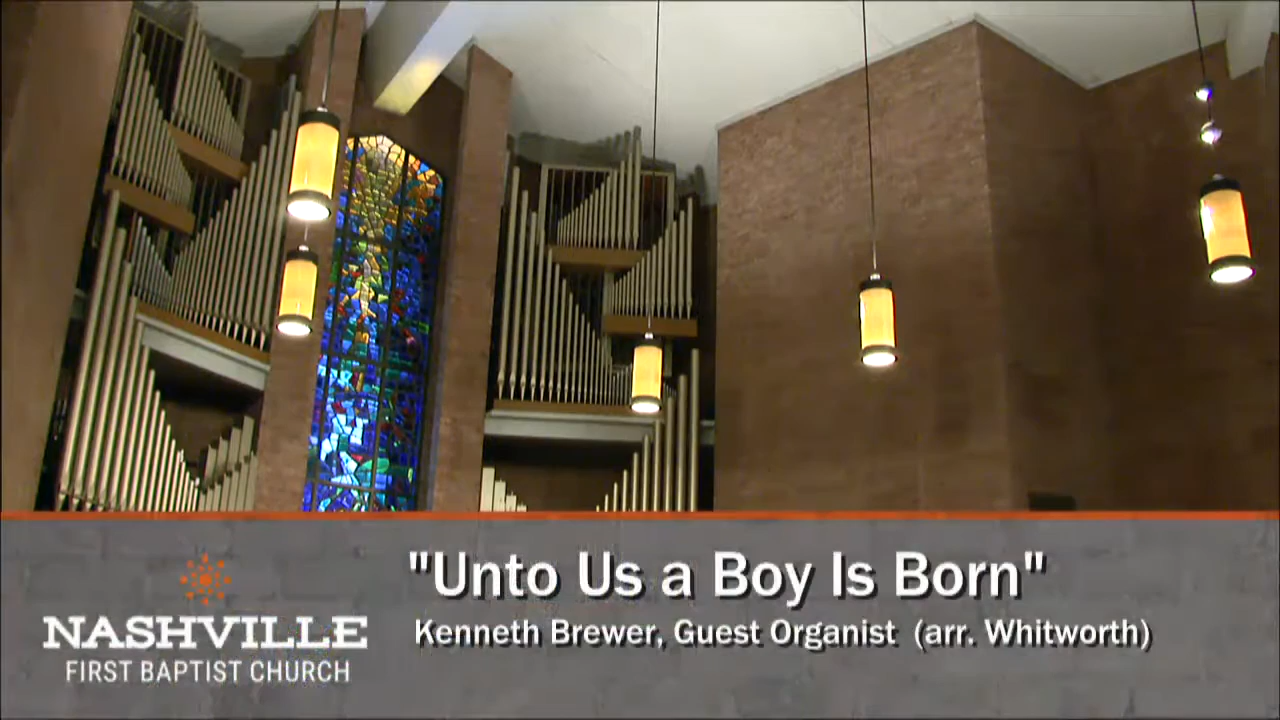 "Unto Us a Boy Is Born"
Kenneth Brewer, Guest Organist (arr. Whitworth)
NASHVILLE
FIRST BAPTIST CHURCH